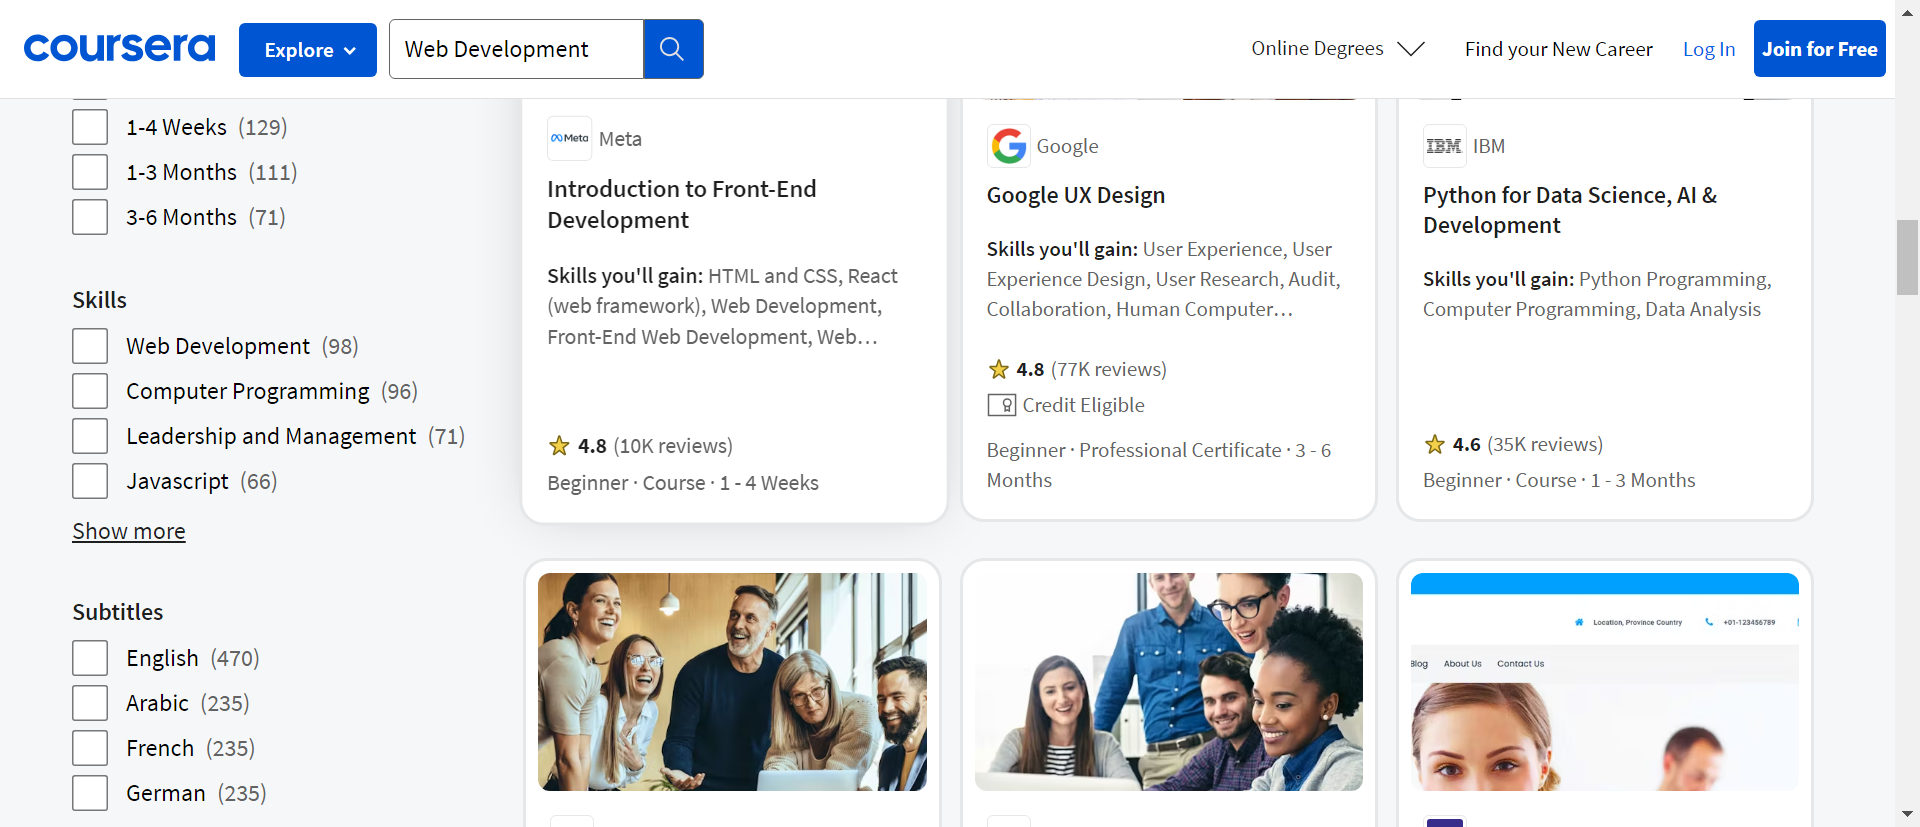 coursera
Explore
Web Development
Online Degrees
Find your New Career
Log In
Join for Free
1-4 Weeks (129)
1-3 Months (111)
3-6 Months (71)
Skills
Web Development (98)
Computer Programming (96)
Leadership and Management (71)
Javascript (66)
Show more
Subtitles
English (470)
Arabic (235)
French (235)
German (235)
Meta Meta
Introduction to Front-End
Development
Skills you'll gain: HTML and CSS, React
(web framework), Web Development,
Front-End Web Development, Web…
4.8 (10K reviews)
Beginner · Course · 1 - 4 Weeks
Google
Google UX Design
Skills you'll gain: User Experience, User
Experience Design, User Research, Audit,
Collaboration, Human Computer…
4.8 (77K reviews)
Credit Eligible
Beginner · Professional Certificate · 3 - 6
Months
IBM IBM
Python for Data Science, AI &
Development
Skills you'll gain: Python Programming,
Computer Programming, Data Analysis
4.6 (35K reviews)
Beginner · Course · 1 - 3 Months
Location, Province Country
+01-123456789
Blog About Us Contact Us